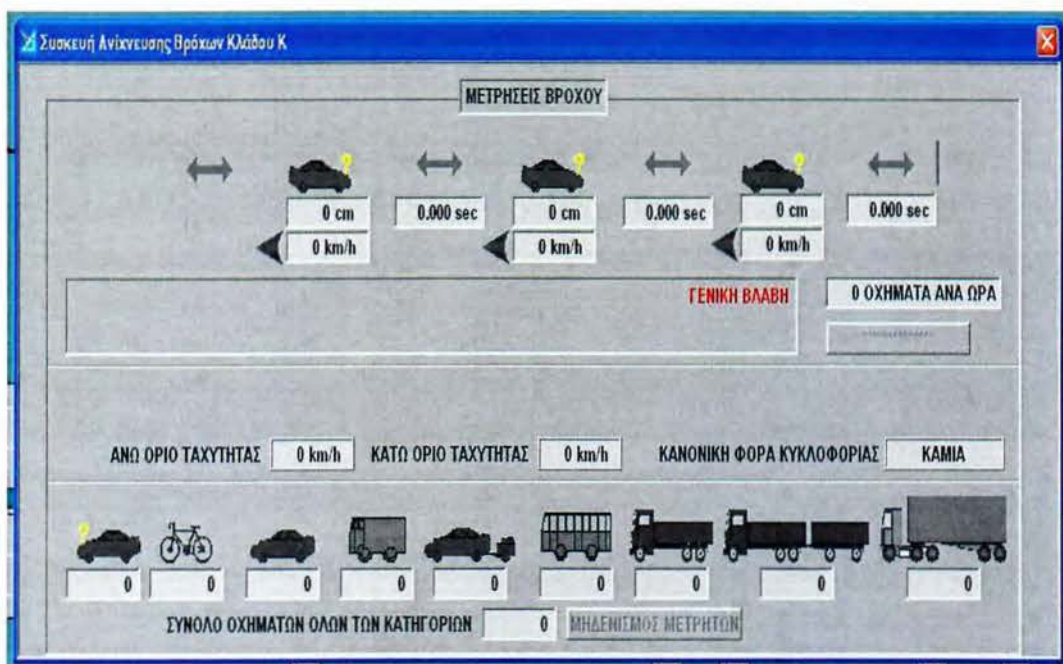 Συσκευή Ανίχνευσης Βρόχων Κλάδου Κ
ΜΕΤΡΗΣΕΙΣ ΒΡΟΧΟΥ
? ? ?
0 cm 0.000 sec 0 cm 0.000 sec 0 cm 0.000 sec
0 km/h 0 km/h 0 km/h
ΓΕΝΙΚΗ ΒΛΑΒΗ 0 ΟΧΗΜΑΤΑ ΑΝΑ ΩΡΑ
ΑΝΩ ΟΡΙΟ ΤΑΧΥΤΗΤΑΣ 0 km/h ΚΑΤΩ ΟΡΙΟ ΤΑΧΥΤΗΤΑΣ 0 km/h ΚΑΝΟΝΙΚΗ ΦΟΡΑ ΚΥΚΛΟΦΟΡΙΑΣ ΚΑΜΙΑ
?
0 0 0 0 0 0 0 0 0
ΣΥΝΟΛΟ ΟΧΗΜΑΤΩΝ ΟΛΩΝ ΤΩΝ ΚΑΤΗΓΟΡΙΩΝ 0 ΜΗΔΕΝΙΣΜΟΣ ΜΕΤΡΗΤΩΝ